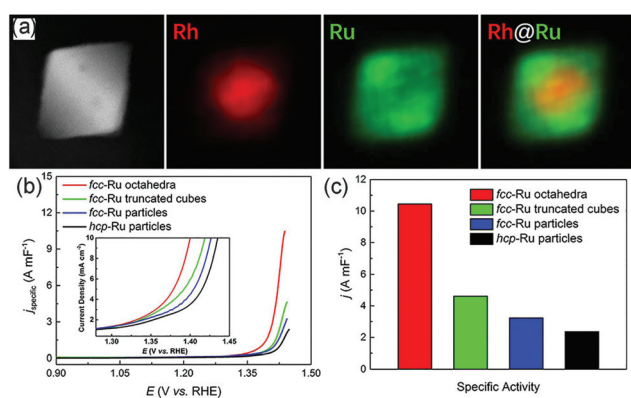 (a)
Rh
Ru
Rh@Ru
(b)
15
12
9
6
3
0
j_specific (A mF⁻¹)
fcc-Ru octahedra
fcc-Ru truncated cubes
fcc-Ru particles
hcp-Ru particles
Current Density (mA cm⁻²)
10
8
6
4
2
1.30
1.35
1.40
1.45
E (V vs. RHE)
0.90
1.05
1.20
1.35
1.50
E (V vs. RHE)
(c)
12
10
8
6
4
2
0
j (A mF⁻¹)
fcc-Ru octahedra
fcc-Ru truncated cubes
fcc-Ru particles
hcp-Ru particles
Specific Activity